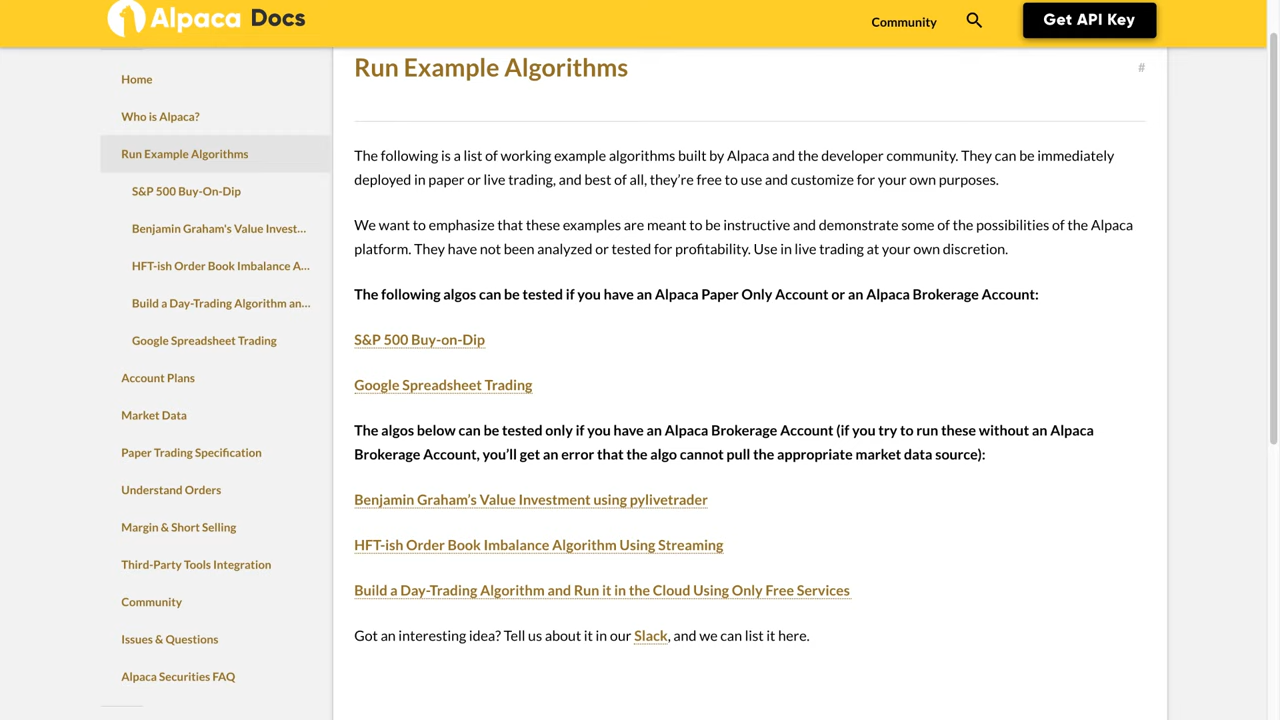 Alpaca Docs
Community
Get API Key
Home
Who is Alpaca?
Run Example Algorithms
S&P 500 Buy-On-Dip
Benjamin Graham's Value Invest...
HFT-ish Order Book Imbalance A...
Build a Day-Trading Algorithm an...
Google Spreadsheet Trading
Account Plans
Market Data
Paper Trading Specification
Understand Orders
Margin & Short Selling
Third-Party Tools Integration
Community
Issues & Questions
Alpaca Securities FAQ
Run Example Algorithms
#
The following is a list of working example algorithms built by Alpaca and the developer community. They can be immediately
deployed in paper or live trading, and best of all, they're free to use and customize for your own purposes.
We want to emphasize that these examples are meant to be instructive and demonstrate some of the possibilities of the Alpaca
platform. They have not been analyzed or tested for profitability. Use in live trading at your own discretion.
The following algos can be tested if you have an Alpaca Paper Only Account or an Alpaca Brokerage Account:
S&P 500 Buy-on-Dip
Google Spreadsheet Trading
The algos below can be tested only if you have an Alpaca Brokerage Account (if you try to run these without an Alpaca
Brokerage Account, you'll get an error that the algo cannot pull the appropriate market data source):
Benjamin Graham's Value Investment using pylivetrader
HFT-ish Order Book Imbalance Algorithm Using Streaming
Build a Day-Trading Algorithm and Run it in the Cloud Using Only Free Services
Got an interesting idea? Tell us about it in our Slack, and we can list it here.